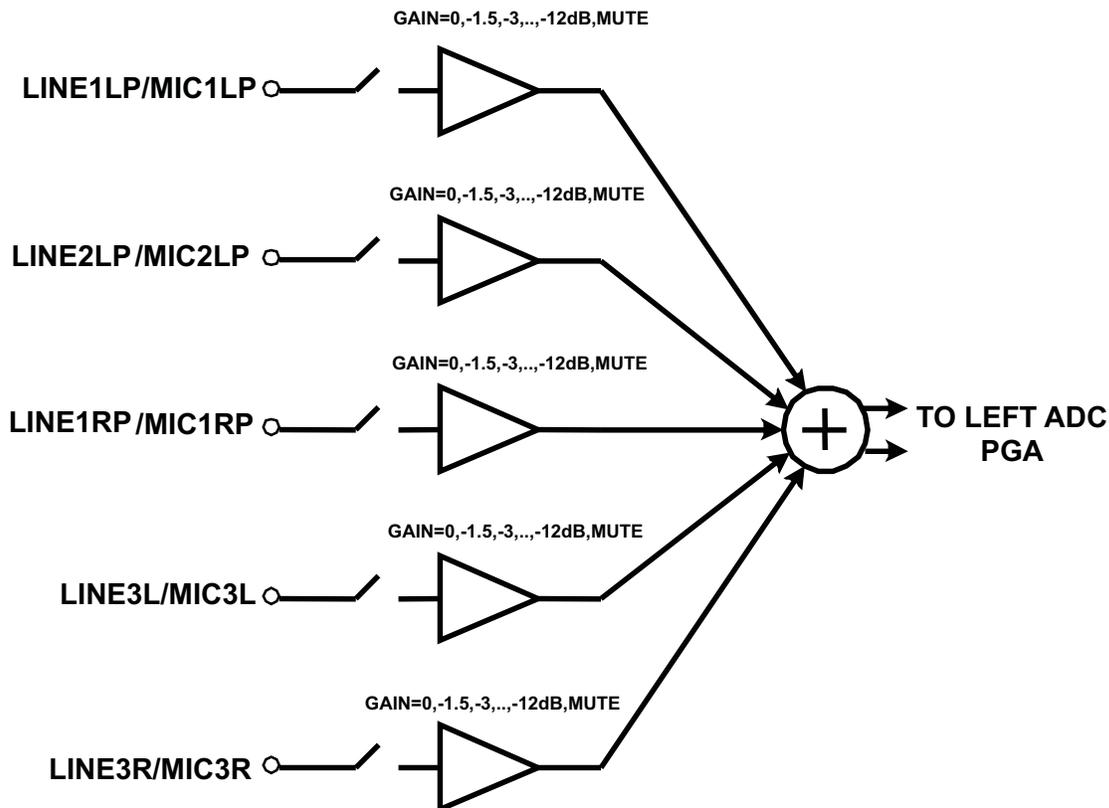 GAIN=0,-1.5,-3,..,-12dB,MUTE
LINE1LP/MIC1LP
GAIN=0,-1.5,-3,..,-12dB,MUTE
LINE2LP/MIC2LP
GAIN=0,-1.5,-3,..,-12dB,MUTE
LINE1RP/MIC1RP
TO LEFT ADC
PGA
GAIN=0,-1.5,-3,..,-12dB,MUTE
LINE3L/MIC3L
GAIN=0,-1.5,-3,..,-12dB,MUTE
LINE3R/MIC3R